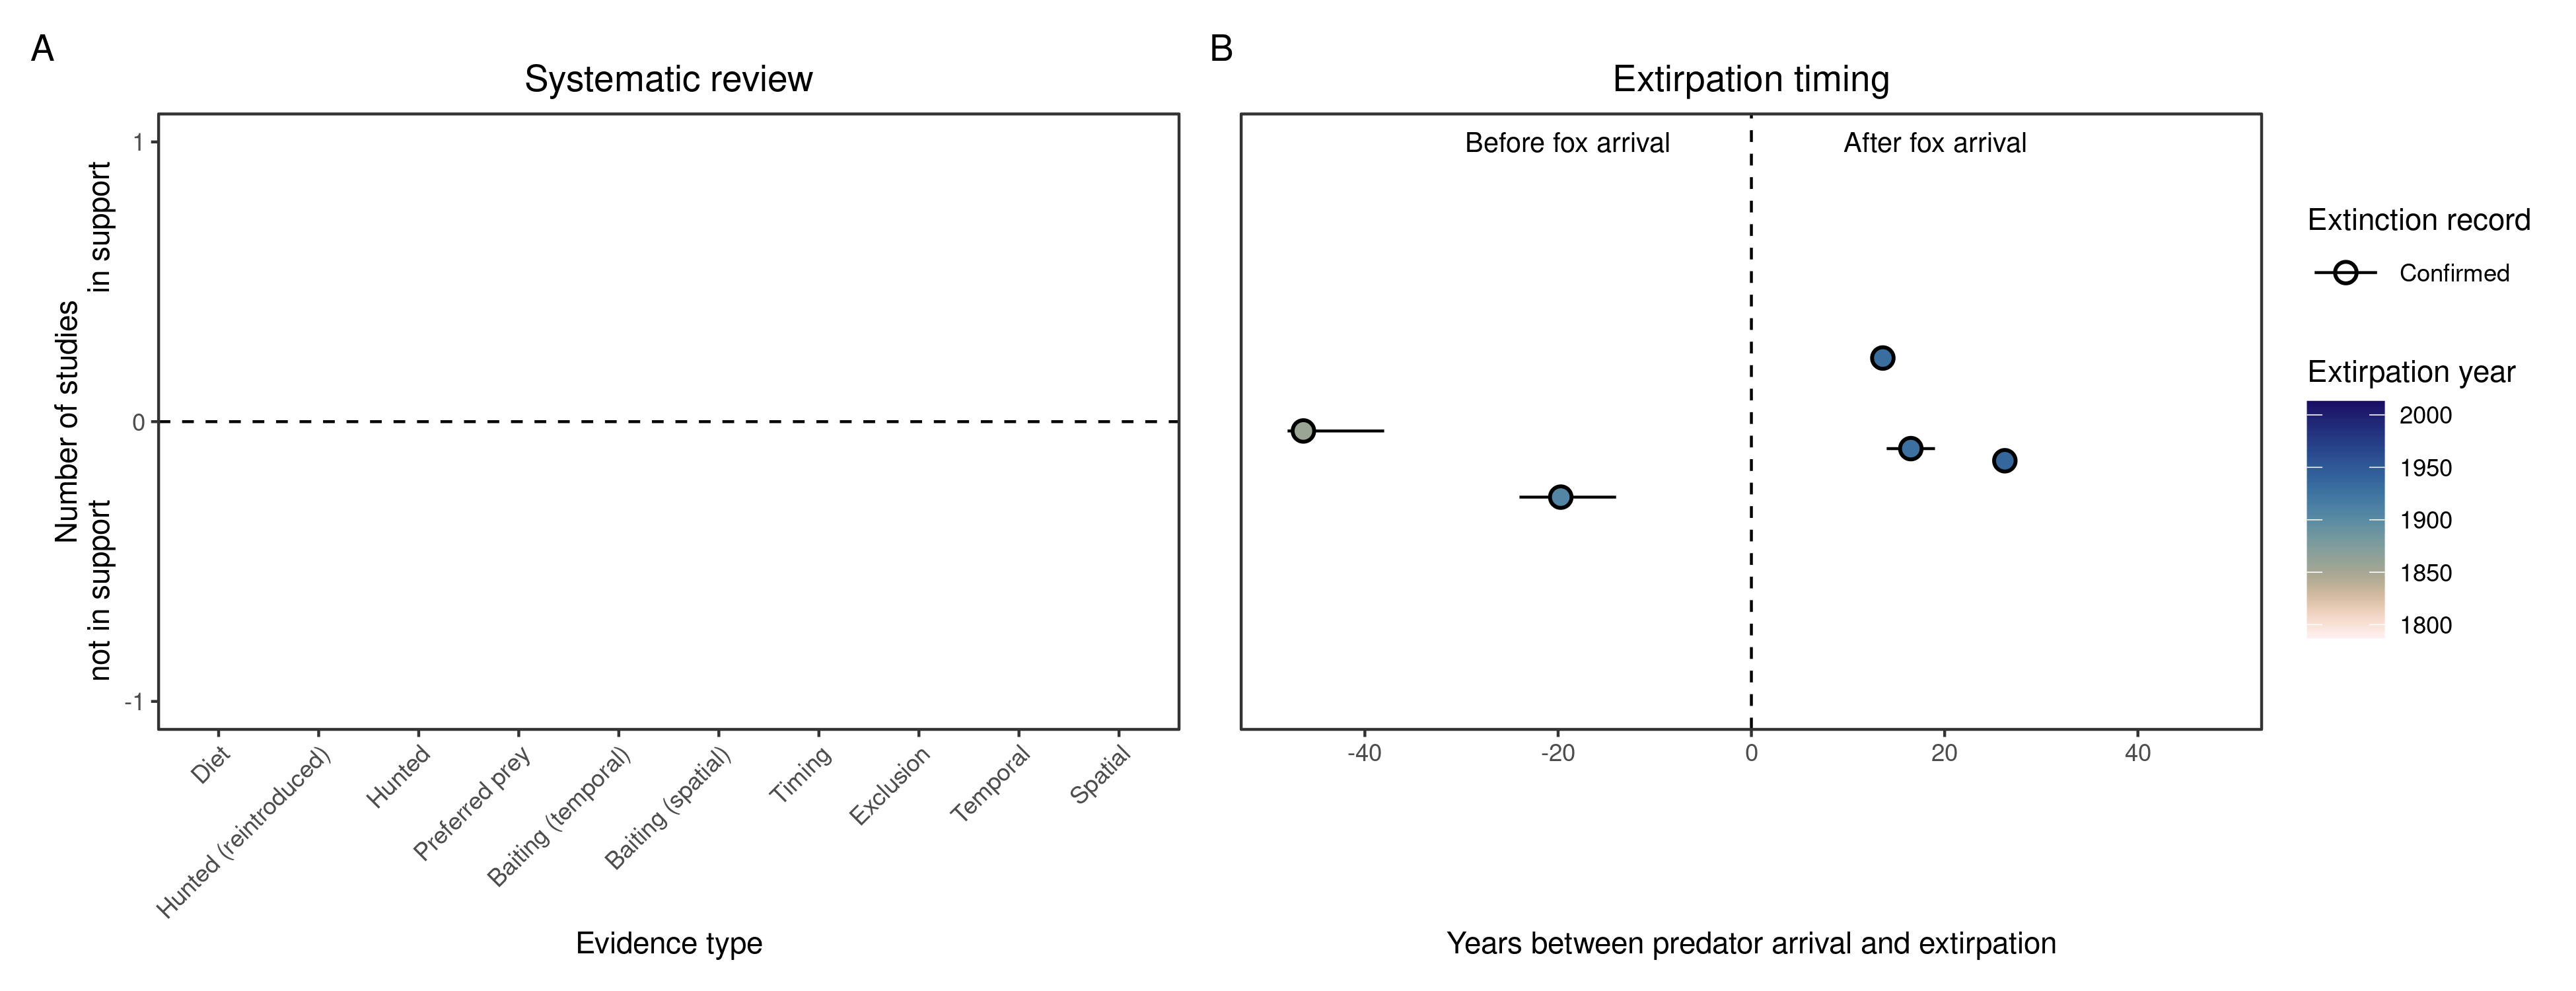 A
Systematic review
1
0
-1
Number of studies
in support
not in support
Diet
Hunted (reintroduced)
Hunted
Preferred prey
Baiting (temporal)
Baiting (spatial)
Timing
Exclusion
Temporal
Spatial
Evidence type
B
Extirpation timing
Before fox arrival
After fox arrival
-40
-20
0
20
40
Years between predator arrival and extirpation
Extinction record
Confirmed
Extirpation year
2000
1950
1900
1850
1800